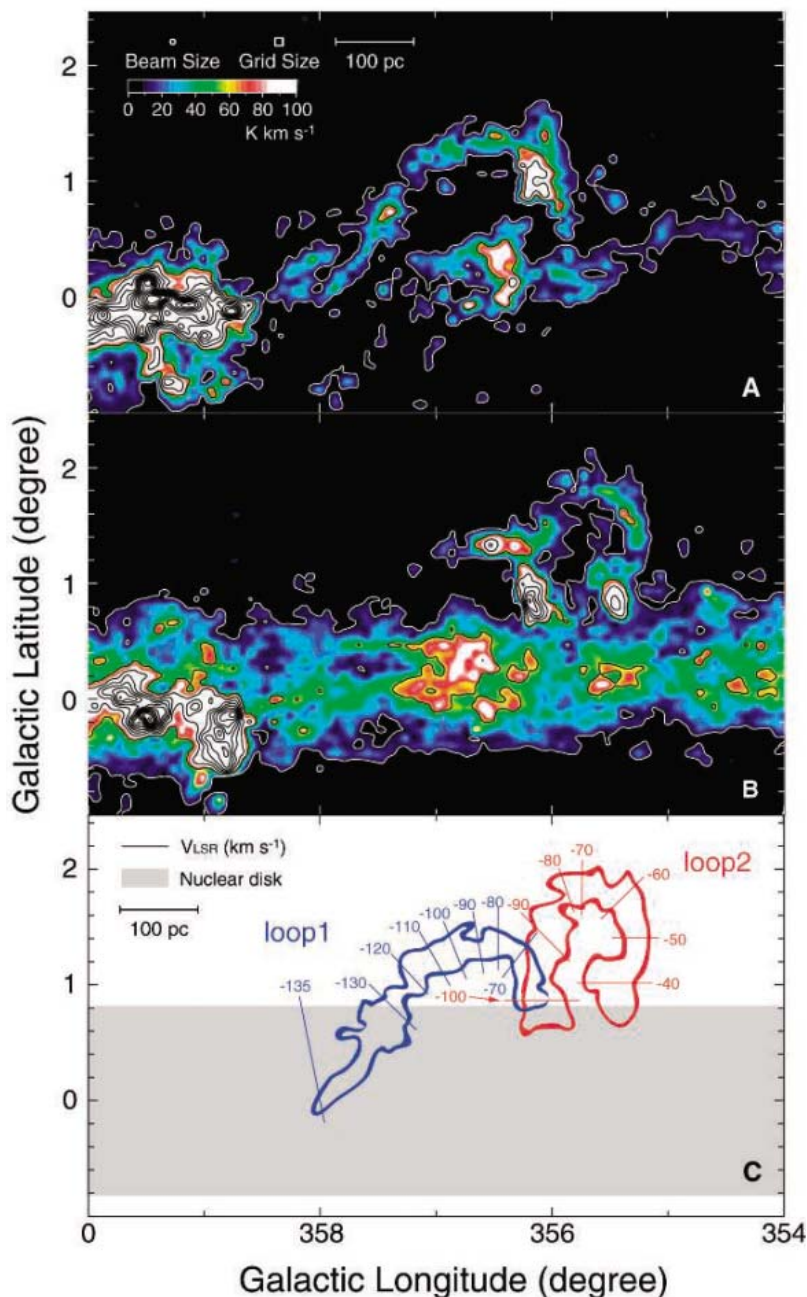 2
Beam Size Grid Size
100 pc
0 20 40 60 80 100
K km s⁻¹
1
0
A
2
1
0
B
Galactic Latitude (degree)
VLSR (km s⁻¹)
Nuclear disk
100 pc
loop1
loop2
-70
-80
-60
-90
-80
-90
-100
-110
-50
-120
-40
-130
-70
-100
-135
2
1
0
C
0 358 356 354
Galactic Longitude (degree)